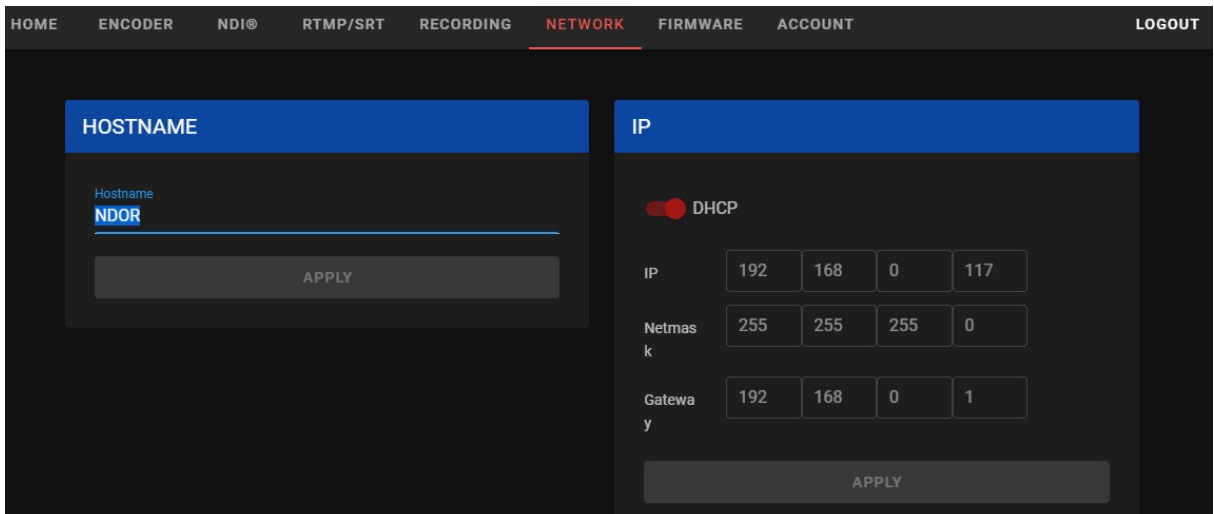 HOME ENCODER NDI® RTMP/SRT RECORDING NETWORK FIRMWARE ACCOUNT LOGOUT
HOSTNAME
Hostname
NDOR
APPLY
IP
DHCP
IP 192 168 0 117
Netmas 255 255 255 0
k
Gatewa 192 168 0 1
y
APPLY